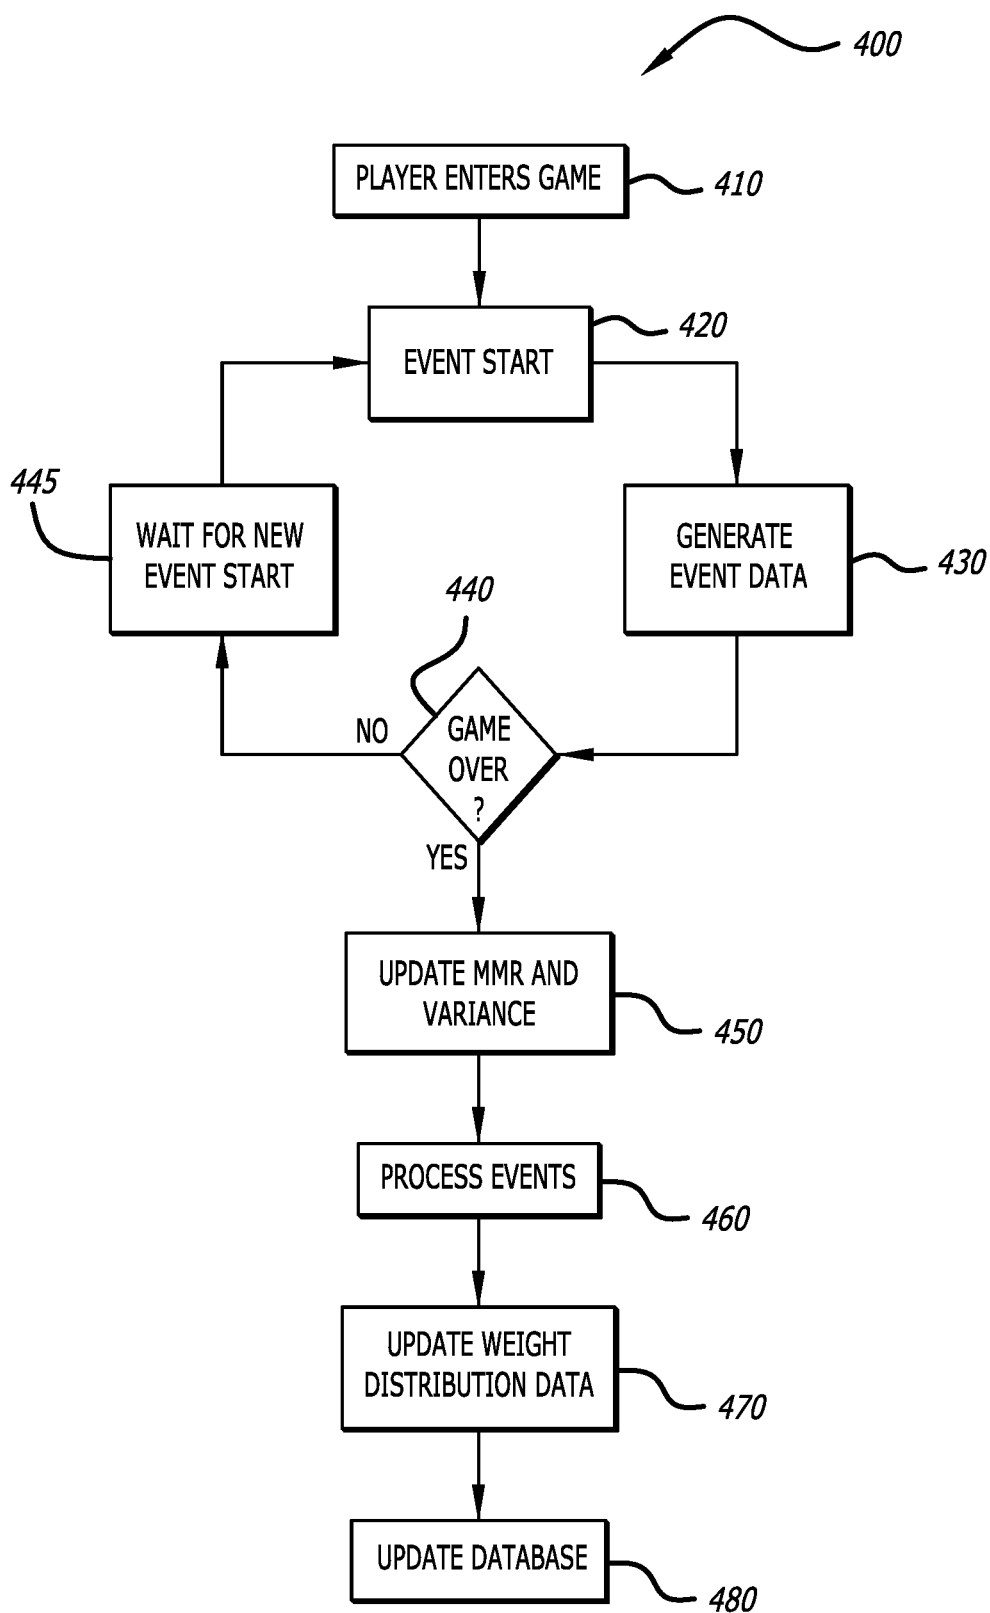 400
PLAYER ENTERS GAME
410
EVENT START
420
445
WAIT FOR NEW
EVENT START
GENERATE
EVENT DATA
430
440
NO
GAME
OVER
?
YES
UPDATE MMR AND
VARIANCE
450
PROCESS EVENTS
460
UPDATE WEIGHT
DISTRIBUTION DATA
470
UPDATE DATABASE
480